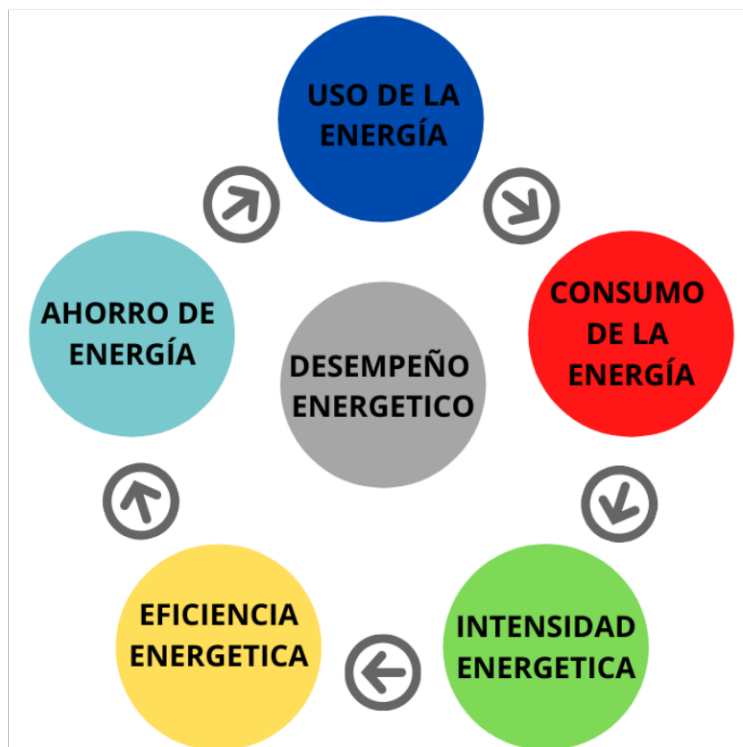 USO DE LA
ENERGÍA
CONSUMO
DE LA
ENERGÍA
INTENSIDAD
ENERGETICA
EFICIENCIA
ENERGETICA
AHORRO DE
ENERGÍA
DESEMPEÑO
ENERGETICO